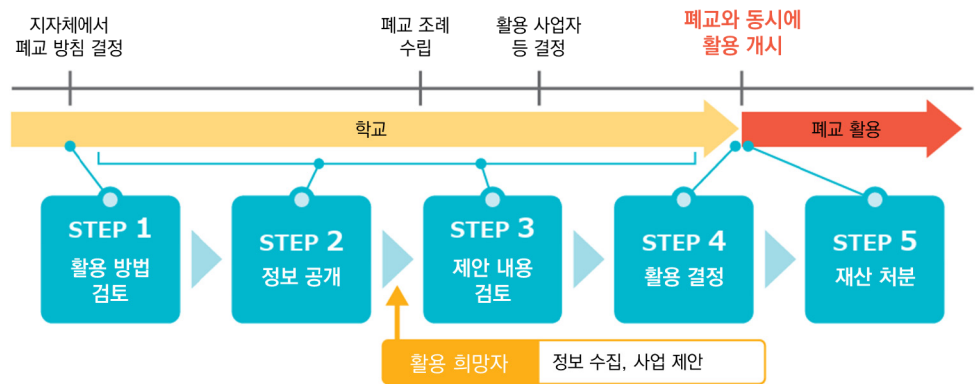 지자체에서
폐교 방침 결정
폐교 조례
수립
활용 사업자
등 결정
폐교와 동시에
활용 개시
학교
폐교 활용
STEP 1
활용 방법
검토
STEP 2
정보 공개
STEP 3
제안 내용
검토
STEP 4
활용 결정
STEP 5
재산 처분
활용 희망자
정보 수집, 사업 제안